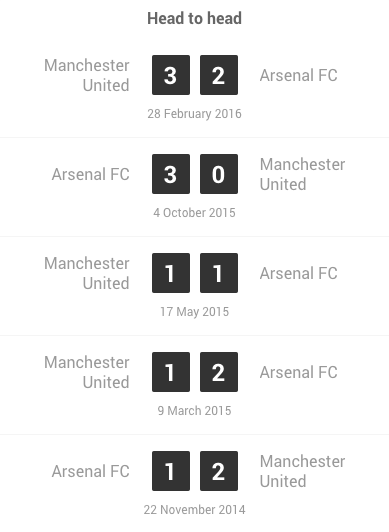 Head to head
Manchester
United
3 2
Arsenal FC
28 February 2016
Arsenal FC
3 0
Manchester
United
4 October 2015
Manchester
United
1 1
Arsenal FC
17 May 2015
Manchester
United
1 2
Arsenal FC
9 March 2015
Arsenal FC
1 2
Manchester
United
22 November 2014